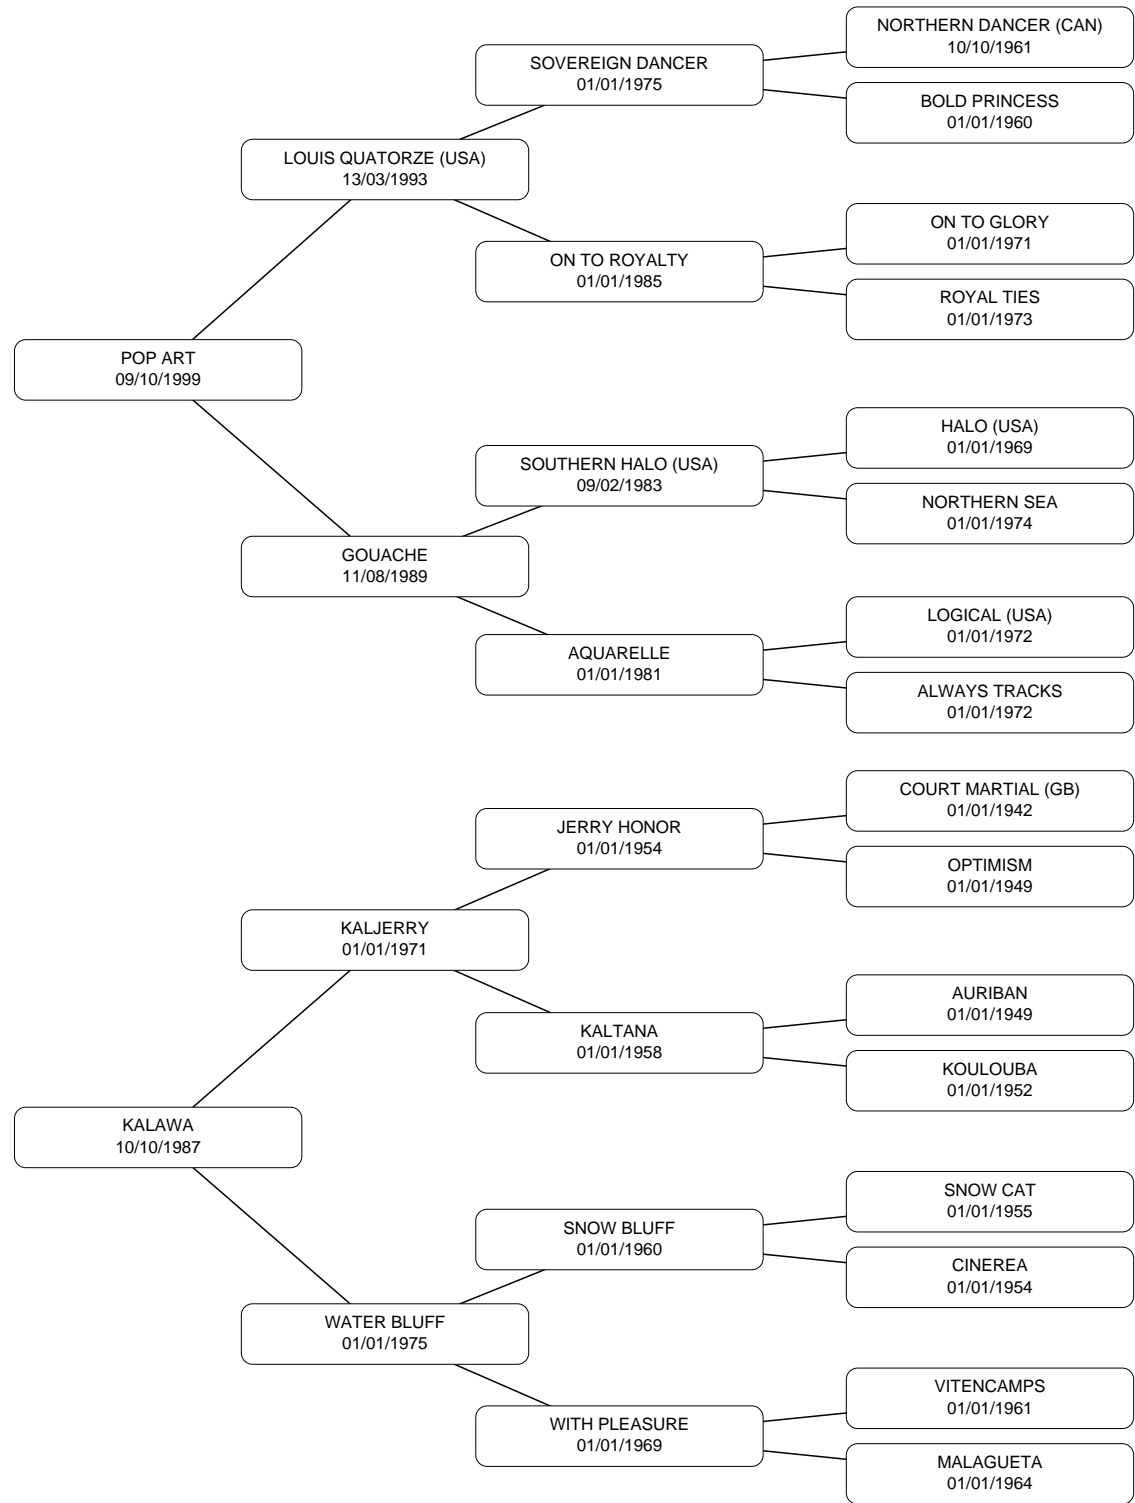 NORTHERN DANCER (CAN)
10/10/1961
SOVEREIGN DANCER
01/01/1975
BOLD PRINCESS
01/01/1960
LOUIS QUATORZE (USA)
13/03/1993
ON TO GLORY
01/01/1971
ON TO ROYALTY
01/01/1985
ROYAL TIES
01/01/1973
POP ART
09/10/1999
HALO (USA)
01/01/1969
SOUTHERN HALO (USA)
09/02/1983
NORTHERN SEA
01/01/1974
GOUACHE
11/08/1989
LOGICAL (USA)
01/01/1972
AQUARELLE
01/01/1981
ALWAYS TRACKS
01/01/1972
COURT MARTIAL (GB)
01/01/1942
JERRY HONOR
01/01/1954
OPTIMISM
01/01/1949
KALJERRY
01/01/1971
AURIBAN
01/01/1949
KALTANA
01/01/1958
KOULOUBA
01/01/1952
KALAWA
10/10/1987
SNOW CAT
01/01/1955
SNOW BLUFF
01/01/1960
CINEREA
01/01/1954
WATER BLUFF
01/01/1975
VITENCAMPS
01/01/1961
WITH PLEASURE
01/01/1969
MALAGUETA
01/01/1964